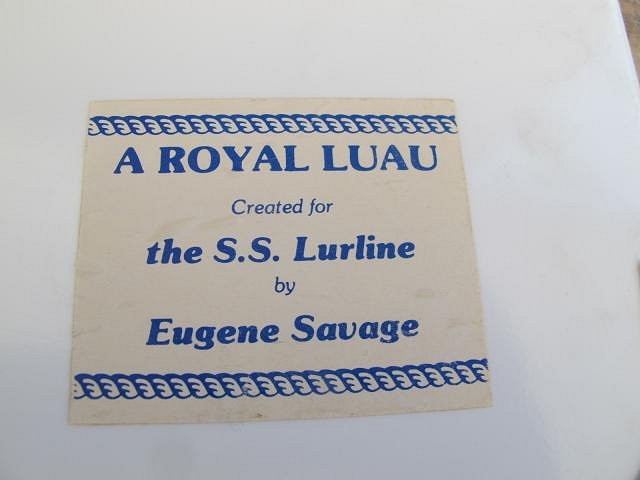 A ROYAL LUAU
Created for
the S.S. Lurline
by
Eugene Savage